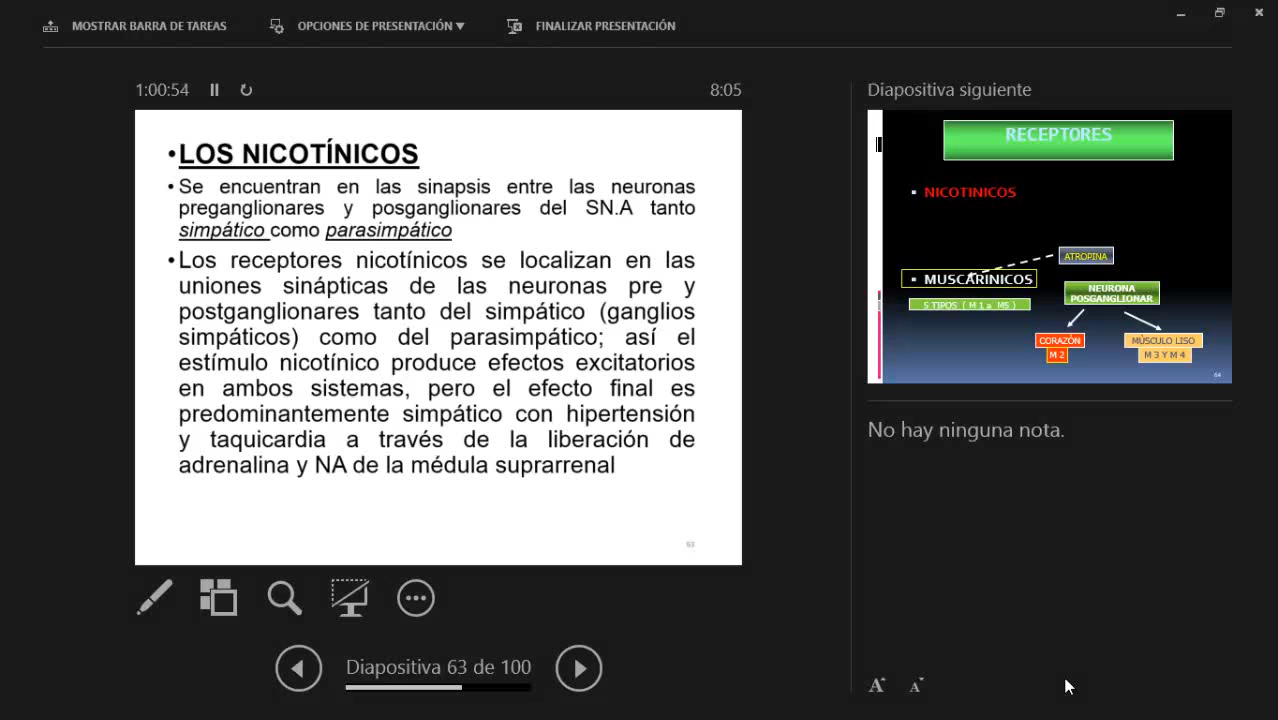 MOSTRAR BARRA DE TAREAS
OPCIONES DE PRESENTACIÓN
FINALIZAR PRESENTACIÓN
1:00:54
8:05
•LOS NICOTÍNICOS
•Se encuentran en las sinapsis entre las neuronas
preganglionares y posganglionares del SN.A tanto
simpático como parasimpático
•Los receptores nicotínicos se localizan en las
uniones sinápticas de las neuronas pre y
postganglionares tanto del simpático (ganglios
simpáticos) como del parasimpático; así el
estímulo nicotínico produce efectos excitatorios
en ambos sistemas, pero el efecto final es
predominantemente simpático con hipertensión
y taquicardia a través de la liberación de
adrenalina y NA de la médula suprarrenal
63
Diapositiva 63 de 100
Diapositiva siguiente
RECEPTORES
NICOTINICOS
ATROPINA
MUSCARÍNICOS
5 TIPOS ( M 1 a M5 )
NEURONA
POSGANGLIONAR
CORAZÓN
M 2
MÚSCULO LISO
M 3 Y M 4
64
No hay ninguna nota.
A A